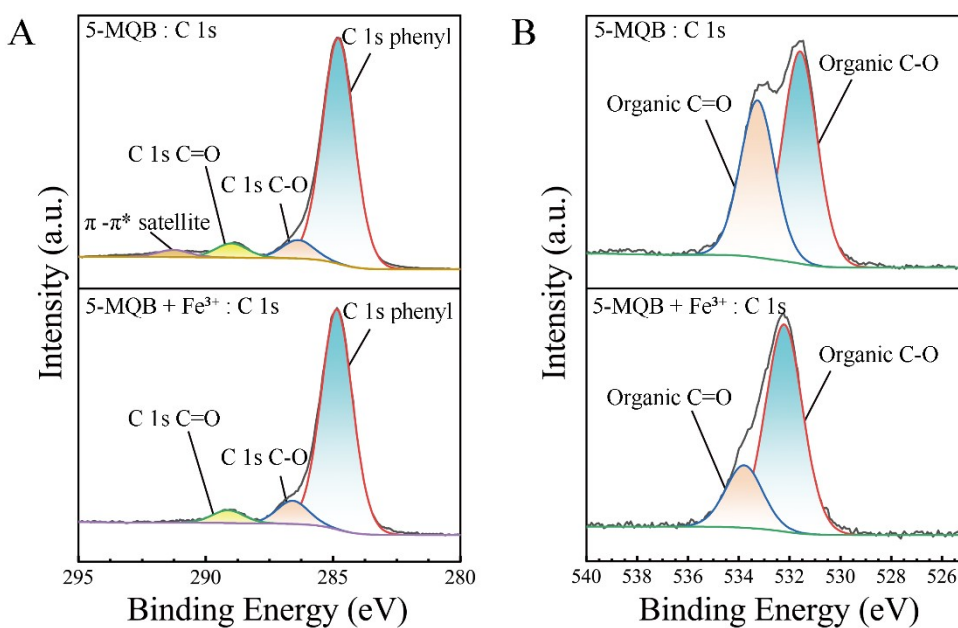 A
5-MQB : C 1s
C 1s phenyl
C 1s C=O
C 1s C-O
π -π* satellite
5-MQB + Fe³⁺ : C 1s
C 1s phenyl
C 1s C=O
C 1s C-O
Intensity (a.u.)
Intensity (a.u.)
295 290 285 280
Binding Energy (eV)
B
5-MQB : C 1s
Organic C-O
Organic C=O
5-MQB + Fe³⁺ : C 1s
Organic C-O
Organic C=O
Intensity (a.u.)
Intensity (a.u.)
540 538 536 534 532 530 528 526
Binding Energy (eV)